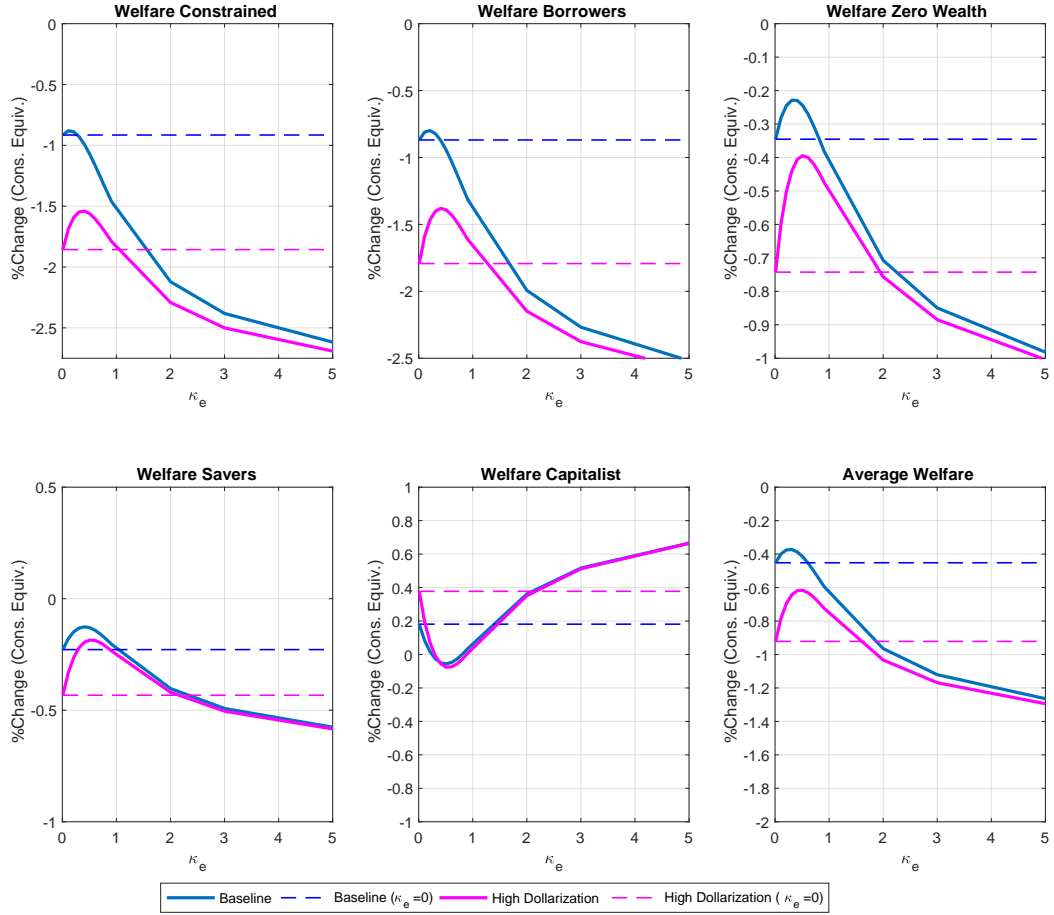 Welfare Constrained
0
-0.5
-1
-1.5
-2
-2.5
%Change (Cons. Equiv.)
0 1 2 3 4 5
κe
Welfare Borrowers
0
-0.5
-1
-1.5
-2
-2.5
%Change (Cons. Equiv.)
0 1 2 3 4 5
κe
Welfare Zero Wealth
0
-0.1
-0.2
-0.3
-0.4
-0.5
-0.6
-0.7
-0.8
-0.9
-1
%Change (Cons. Equiv.)
0 1 2 3 4 5
κe
Welfare Savers
0.5
0
-0.5
-1
%Change (Cons. Equiv.)
0 1 2 3 4 5
κe
Welfare Capitalist
1
0.8
0.6
0.4
0.2
0
-0.2
-0.4
-0.6
-0.8
-1
%Change (Cons. Equiv.)
0 1 2 3 4 5
κe
Average Welfare
0
-0.2
-0.4
-0.6
-0.8
-1
-1.2
-1.4
-1.6
-1.8
-2
%Change (Cons. Equiv.)
0 1 2 3 4 5
κe
Baseline Baseline (κe=0) High Dollarization High Dollarization ( κe=0)